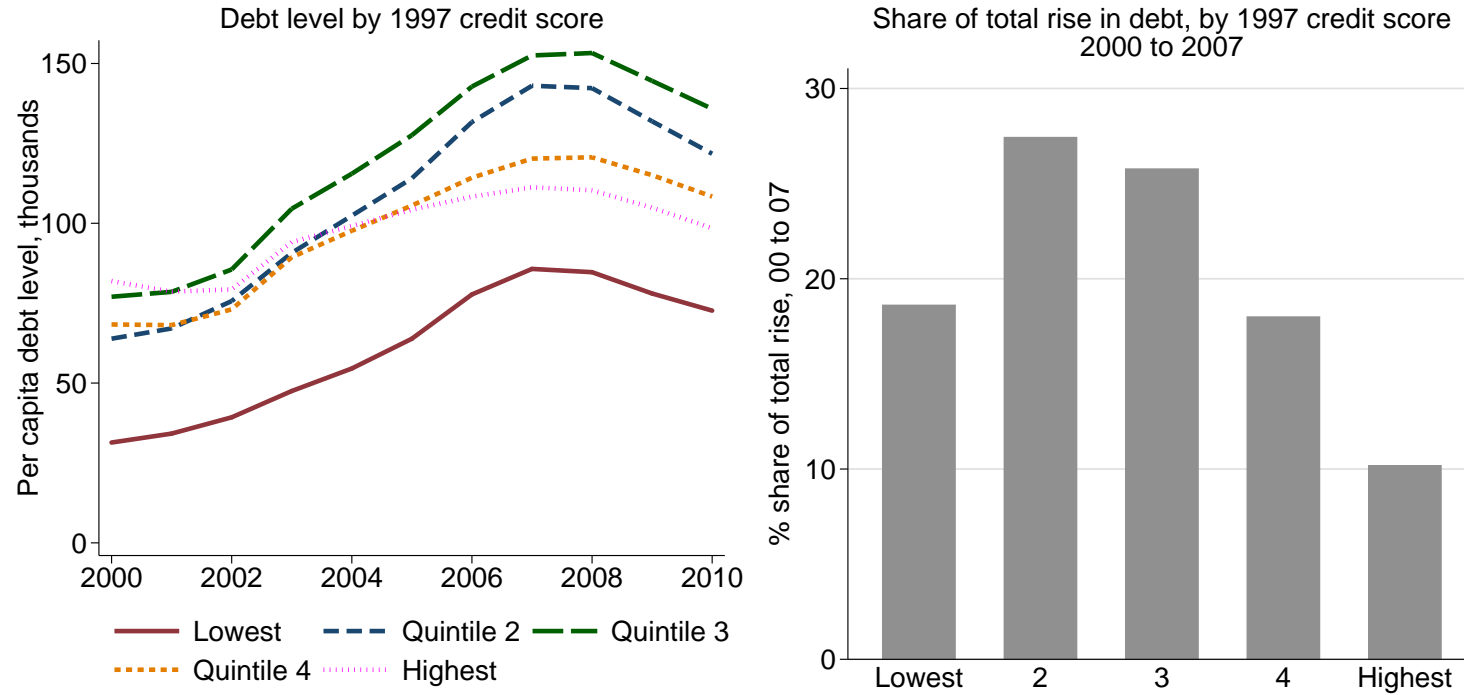 Debt level by 1997 credit score
Per capita debt level, thousands
150
100
50
0
2000 2002 2004 2006 2008 2010
Lowest Quintile 2 Quintile 3
Quintile 4 Highest
Share of total rise in debt, by 1997 credit score
2000 to 2007
% share of total rise, 00 to 07
30
20
10
0
Lowest 2 3 4 Highest